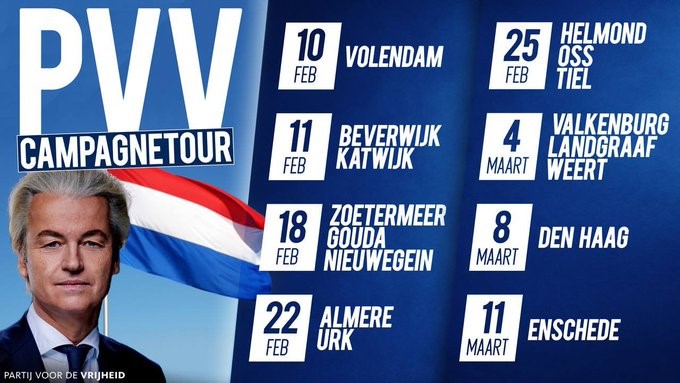 PVV
CAMPAGNETOUR
10
FEB
VOLENDAM
11
FEB
BEVERWIJK
KATWIJK
18
FEB
ZOETERMEER
GOUDA
NIEUWEGEIN
22
FEB
ALMERE
URK
25
FEB
HELMOND
OSS
TIEL
4
MAART
VALKENBURG
LANDGRAAF
WEERT
8
MAART
DEN HAAG
11
MAART
ENSCHEDE
PARTIJ VOOR DE VRIJHEID